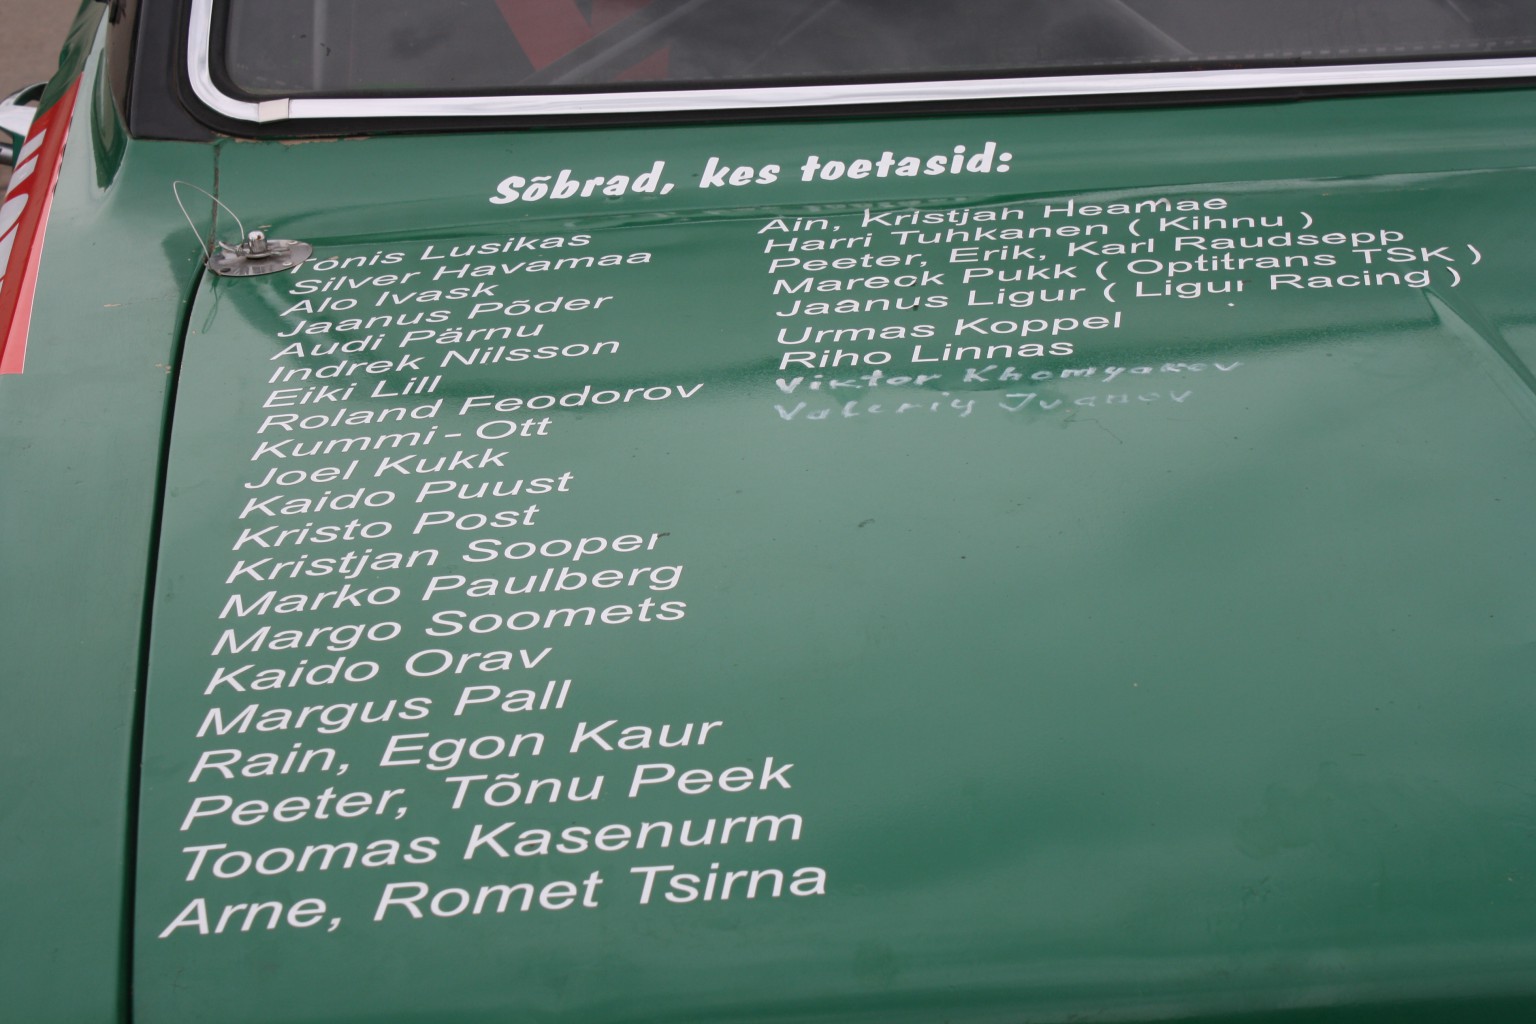 Sõbrad, kes toetasid:
Tõnis Lusikas
Silver Havamaa
Alo Ivask
Jaanus Põder
Audi Pärnu
Indrek Nilsson
Eiki Lill
Roland Feodorov
Kummi-Ott
Joel Kukk
Kaido Puust
Kristo Post
Kristjan Sooper
Marko Paulberg
Margo Soomets
Kaido Orav
Margus Pall
Rain, Egon Kaur
Peeter, Tõnu Peek
Toomas Kasenurm
Arne, Romet Tsirna
Ain, Kristjan Heamae
Harri Tuhkanen ( Kihnu )
Peeter, Erik, Karl Raudsepp
Mareck Pukk ( Optitrans TSK )
Jaanus Ligur ( Ligur Racing )
Urmas Koppel
Riho Linnas
Viktor Khomyakov
Valeriy Ivanov